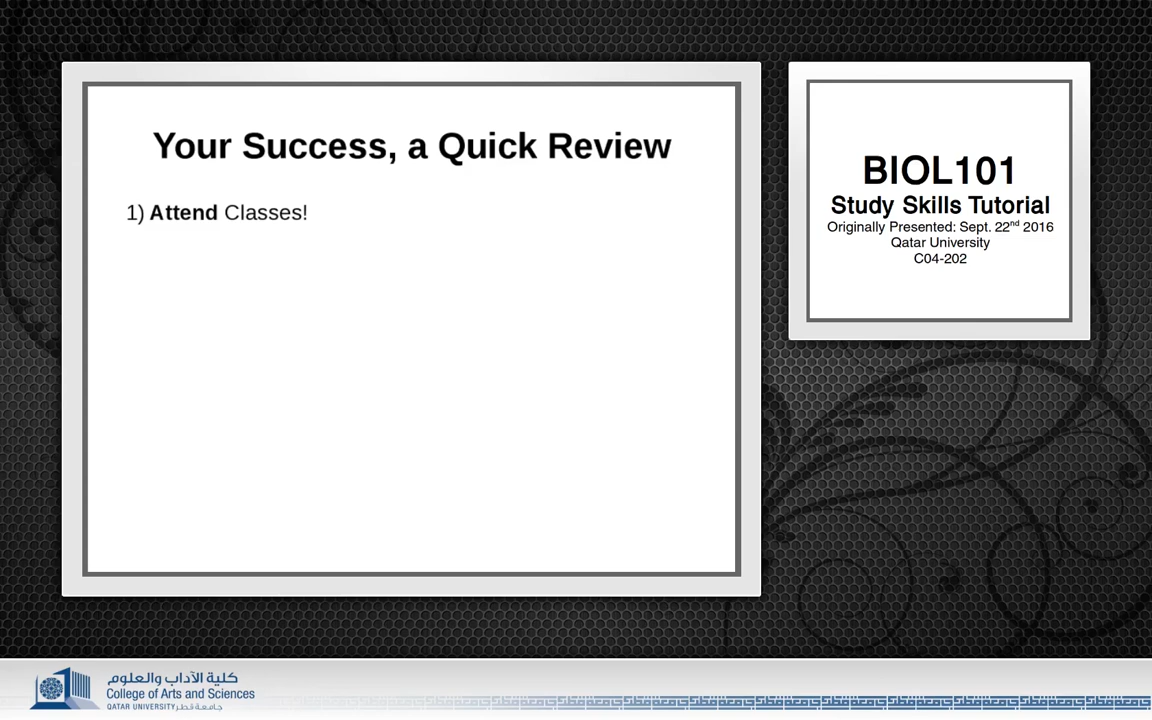 Your Success, a Quick Review
1) Attend Classes!
BIOL101
Study Skills Tutorial
Originally Presented: Sept. 22nd 2016
Qatar University
C04-202
كلية الآداب والعلوم
College of Arts and Sciences
QATAR UNIVERSITY جامعة قطر